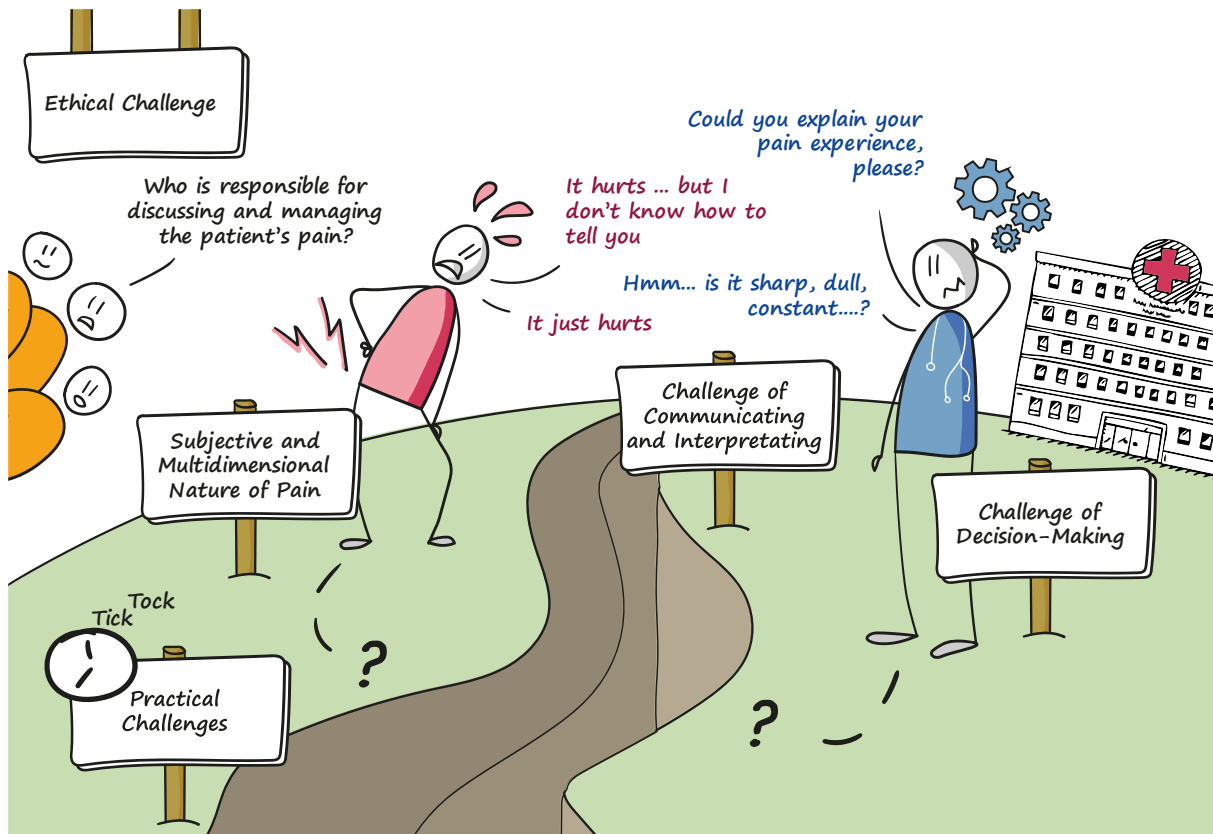 Ethical Challenge
Who is responsible for
discussing and managing
the patient's pain?
It hurts ... but I
don't know how to
tell you
It just hurts
Could you explain your
pain experience,
please?
Hmm... is it sharp, dull,
constant....?
Subjective and
Multidimensional
Nature of Pain
Challenge of
Communicating
and Interpretating
Challenge of
Decision-Making
Tick
Tock
Practical
Challenges
?
?